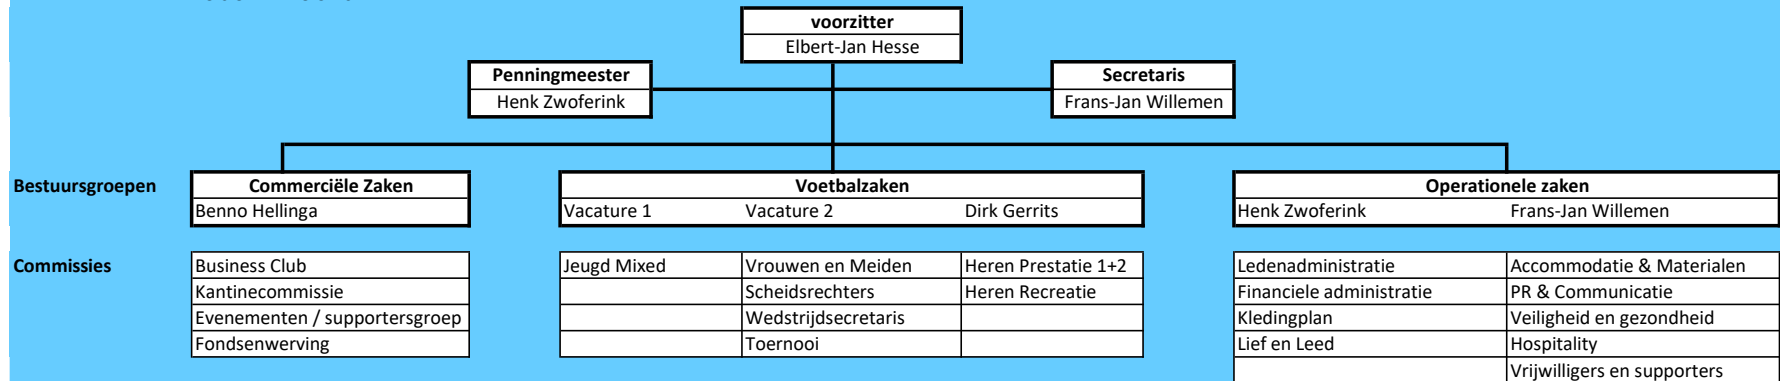 voorzitter
Elbert-Jan Hesse
Penningmeester Secretaris
Henk Zwoferink Frans-Jan Willemen
Bestuursgroepen Commerciële Zaken Voetbalzaken Operationele zaken
Benno Hellinga Vacature 1 Vacature 2 Dirk Gerrits Henk Zwoferink Frans-Jan Willemen
Commissies Business Club Jeugd Mixed Vrouwen en Meiden Heren Prestatie 1+2 Ledenadministratie Accommodatie & Materialen
Kantinecommissie Scheidsrechters Heren Recreatie Financiele administratie PR & Communicatie
Evenementen / supportersgroep Wedstrijdsecretaris Kledingplan Veiligheid en gezondheid
Fondsenwerving Toernooi Lief en Leed Hospitality
Vrijwilligers en supporters